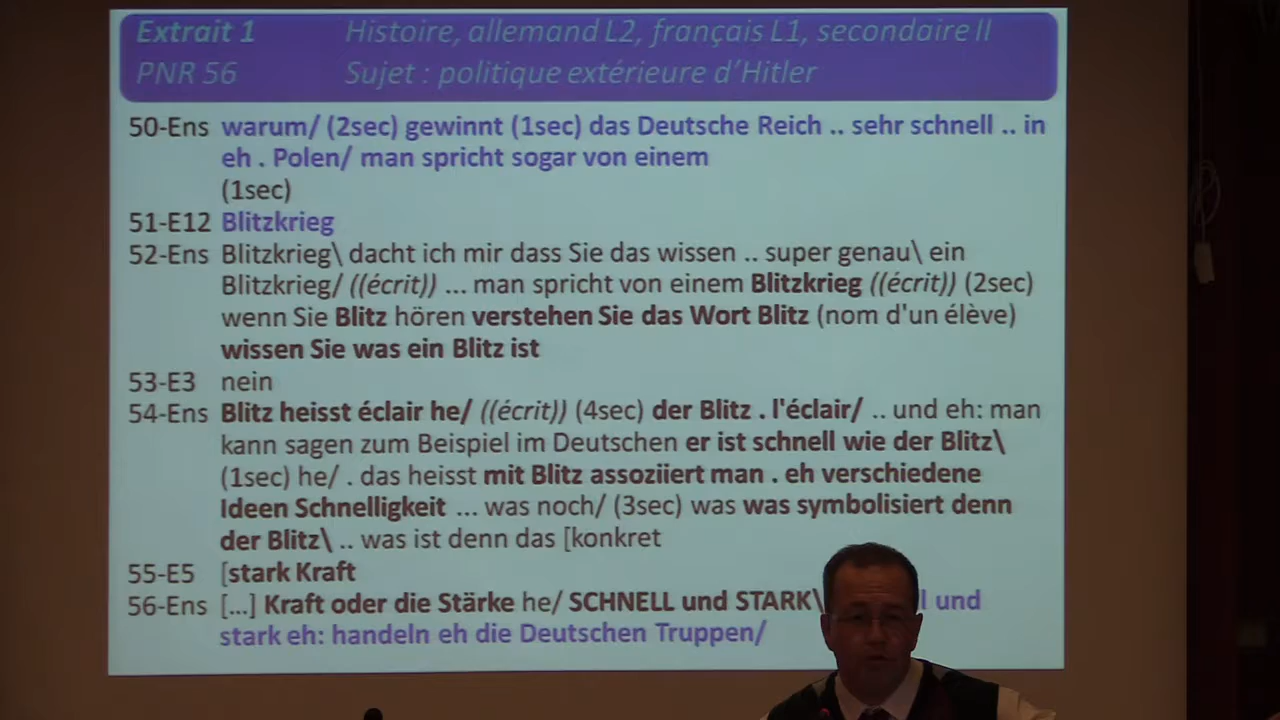 Extrait 1 Histoire, allemand L2, français L1, secondaire II
PNR 56 Sujet : politique extérieure d'Hitler
50-Ens warum/ (2sec) gewinnt (1sec) das Deutsche Reich .. sehr schnell .. in
eh . Polen/ man spricht sogar von einem
(1sec)
51-E12 Blitzkrieg
52-Ens Blitzkrieg\ dacht ich mir dass Sie das wissen .. super genau\ ein
Blitzkrieg/ ((écrit)) ... man spricht von einem Blitzkrieg ((écrit)) (2sec)
wenn Sie Blitz hören verstehen Sie das Wort Blitz (nom d'un élève)
wissen Sie was ein Blitz ist
53-E3 nein
54-Ens Blitz heisst éclair he/ ((écrit)) (4sec) der Blitz . l'éclair/ .. und eh: man
kann sagen zum Beispiel im Deutschen er ist schnell wie der Blitz\
(1sec) he/ . das heisst mit Blitz assoziiert man . eh verschiedene
Ideen Schnelligkeit ... was noch/ (3sec) was was symbolisiert denn
der Blitz\ .. was ist denn das [konkret
55-E5 [stark Kraft
56-Ens [...] Kraft oder die Stärke he/ SCHNELL und STARK\ und
stark eh: handeln eh die Deutschen Truppen/